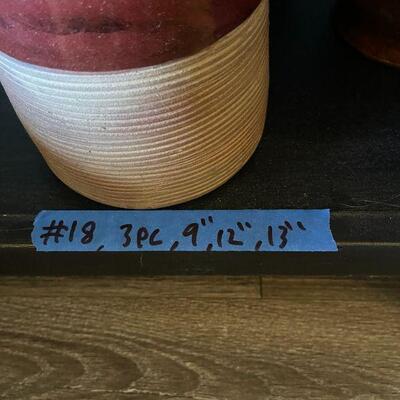 #18, 3PC, 9", 12", 13"